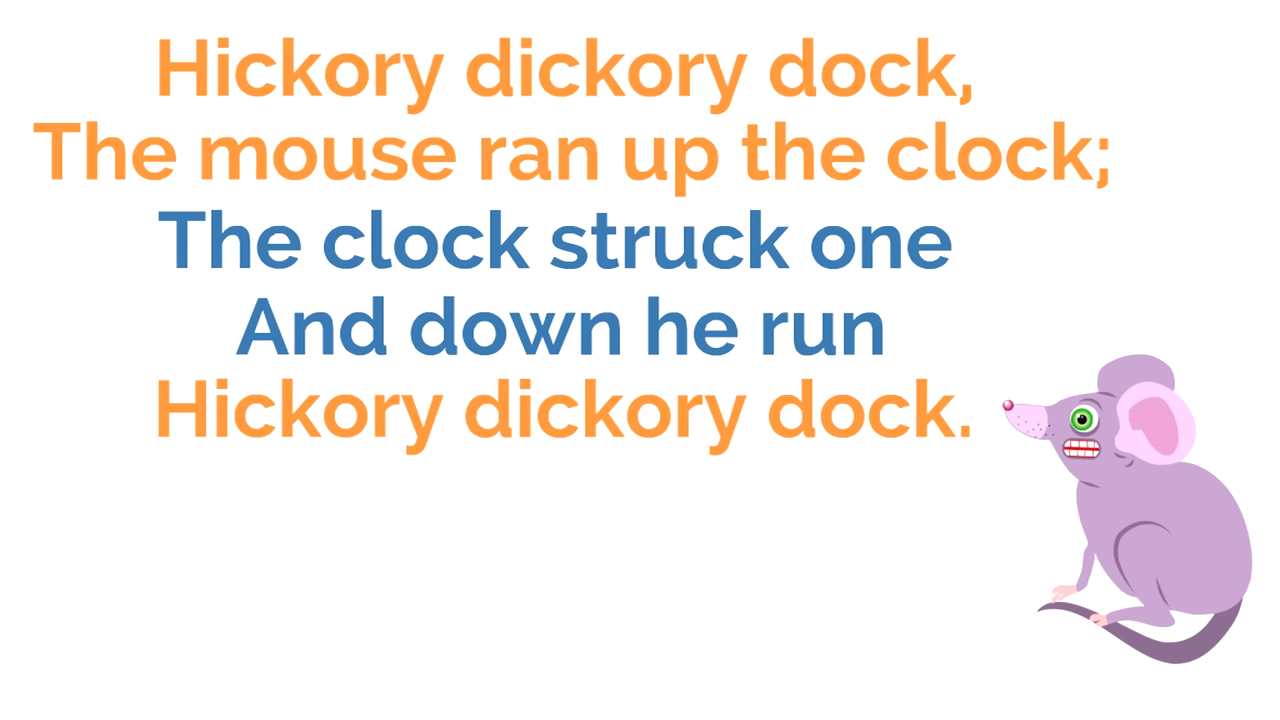 Hickory dickory dock,
The mouse ran up the clock;
The clock struck one
And down he run
Hickory dickory dock.